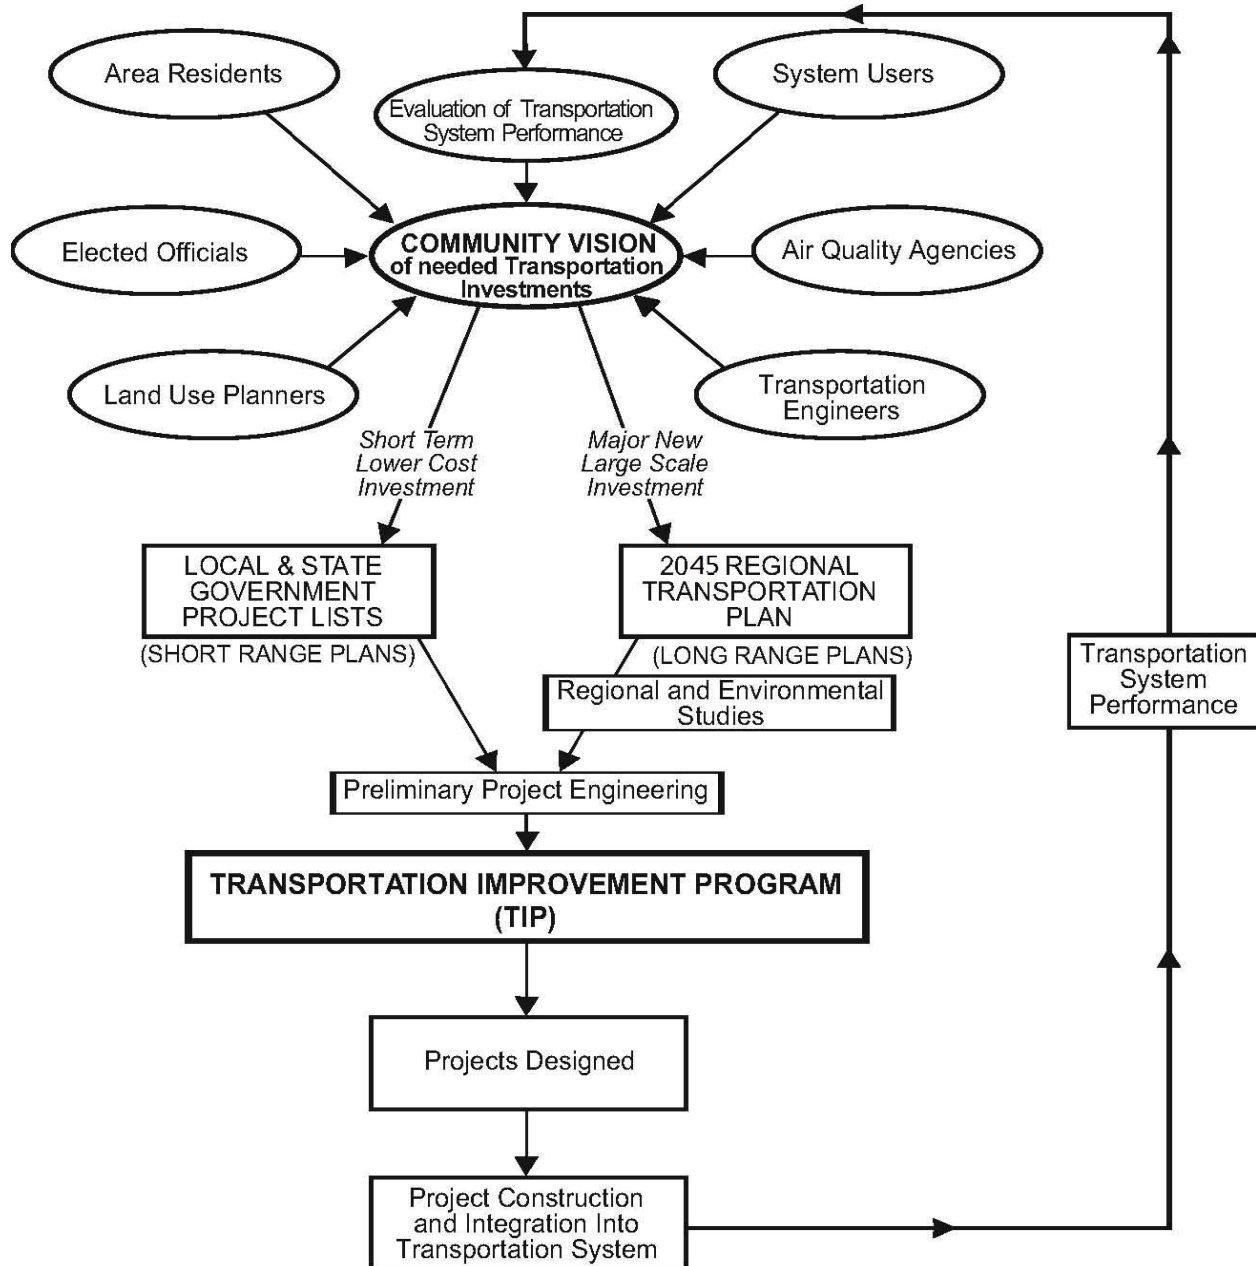 Area Residents
System Users
Evaluation of Transportation
System Performance
COMMUNITY VISION
of needed Transportation
Investments
Elected Officials
Air Quality Agencies
Land Use Planners
Transportation
Engineers
Short Term
Lower Cost
Investment
Major New
Large Scale
Investment
LOCAL & STATE
GOVERNMENT
PROJECT LISTS
(SHORT RANGE PLANS)
2045 REGIONAL
TRANSPORTATION
PLAN
(LONG RANGE PLANS)
Regional and Environmental
Studies
Transportation
System
Performance
Preliminary Project Engineering
TRANSPORTATION IMPROVEMENT PROGRAM
(TIP)
Projects Designed
Project Construction
and Integration Into
Transportation System